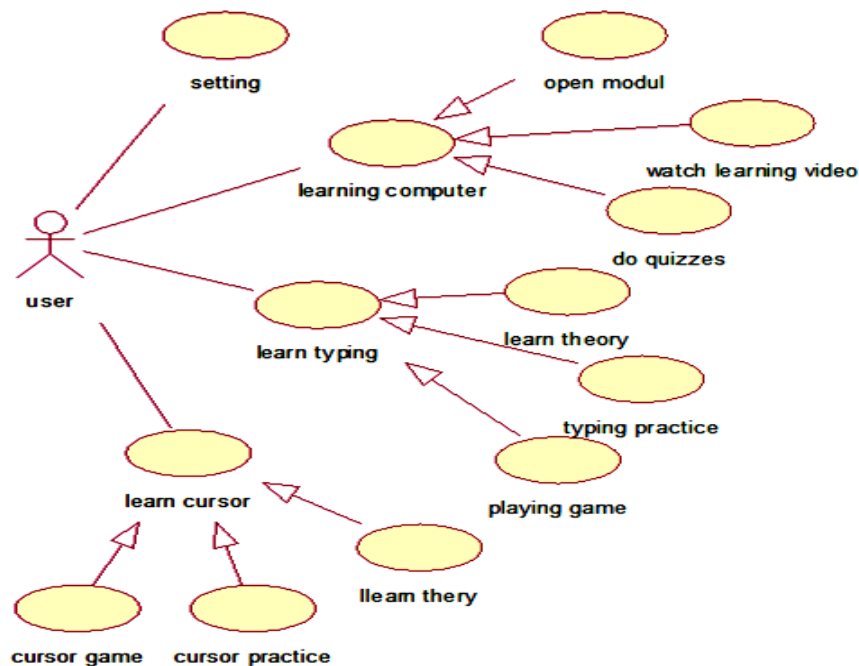 setting
open modul
learning computer
watch learning video
do quizzes
user
learn typing
learn theory
typing practice
learn cursor
playing game
llearn thery
cursor game
cursor practice